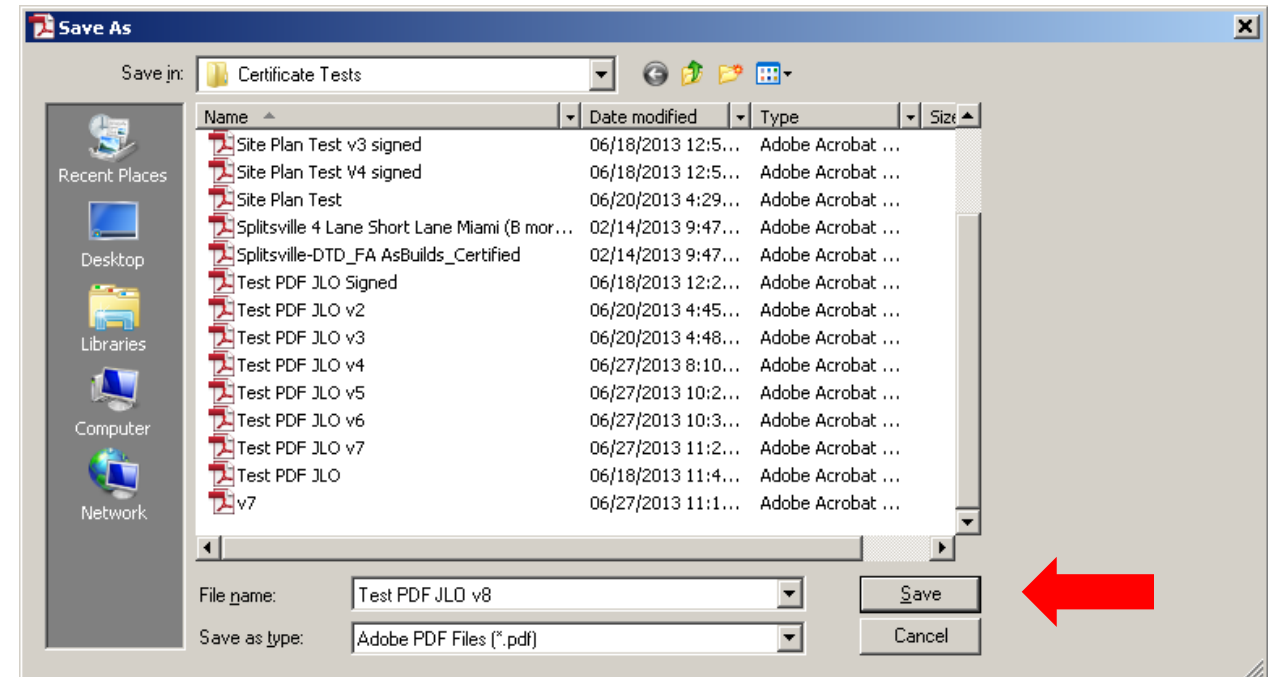 Save As
Save in: Certificate Tests
Name Date modified Type Size
Site Plan Test v3 signed 06/18/2013 12:5... Adobe Acrobat ...
Site Plan Test V4 signed 06/18/2013 12:5... Adobe Acrobat ...
Site Plan Test 06/20/2013 4:29... Adobe Acrobat ...
Splitsville 4 Lane Short Lane Miami (B mor... 02/14/2013 9:47... Adobe Acrobat ...
Splitsville-DTD_FA AsBuilds_Certified 02/14/2013 9:47... Adobe Acrobat ...
Test PDF JLO Signed 06/18/2013 12:2... Adobe Acrobat ...
Test PDF JLO v2 06/20/2013 4:45... Adobe Acrobat ...
Test PDF JLO v3 06/20/2013 4:48... Adobe Acrobat ...
Test PDF JLO v4 06/27/2013 8:10... Adobe Acrobat ...
Test PDF JLO v5 06/27/2013 10:2... Adobe Acrobat ...
Test PDF JLO v6 06/27/2013 10:3... Adobe Acrobat ...
Test PDF JLO v7 06/27/2013 11:2... Adobe Acrobat ...
Test PDF JLO 06/18/2013 11:4... Adobe Acrobat ...
v7 06/27/2013 11:1... Adobe Acrobat ...
Recent Places
Desktop
Libraries
Computer
Network
File name: Test PDF JLO v8 Save
Save as type: Adobe PDF Files (*.pdf) Cancel